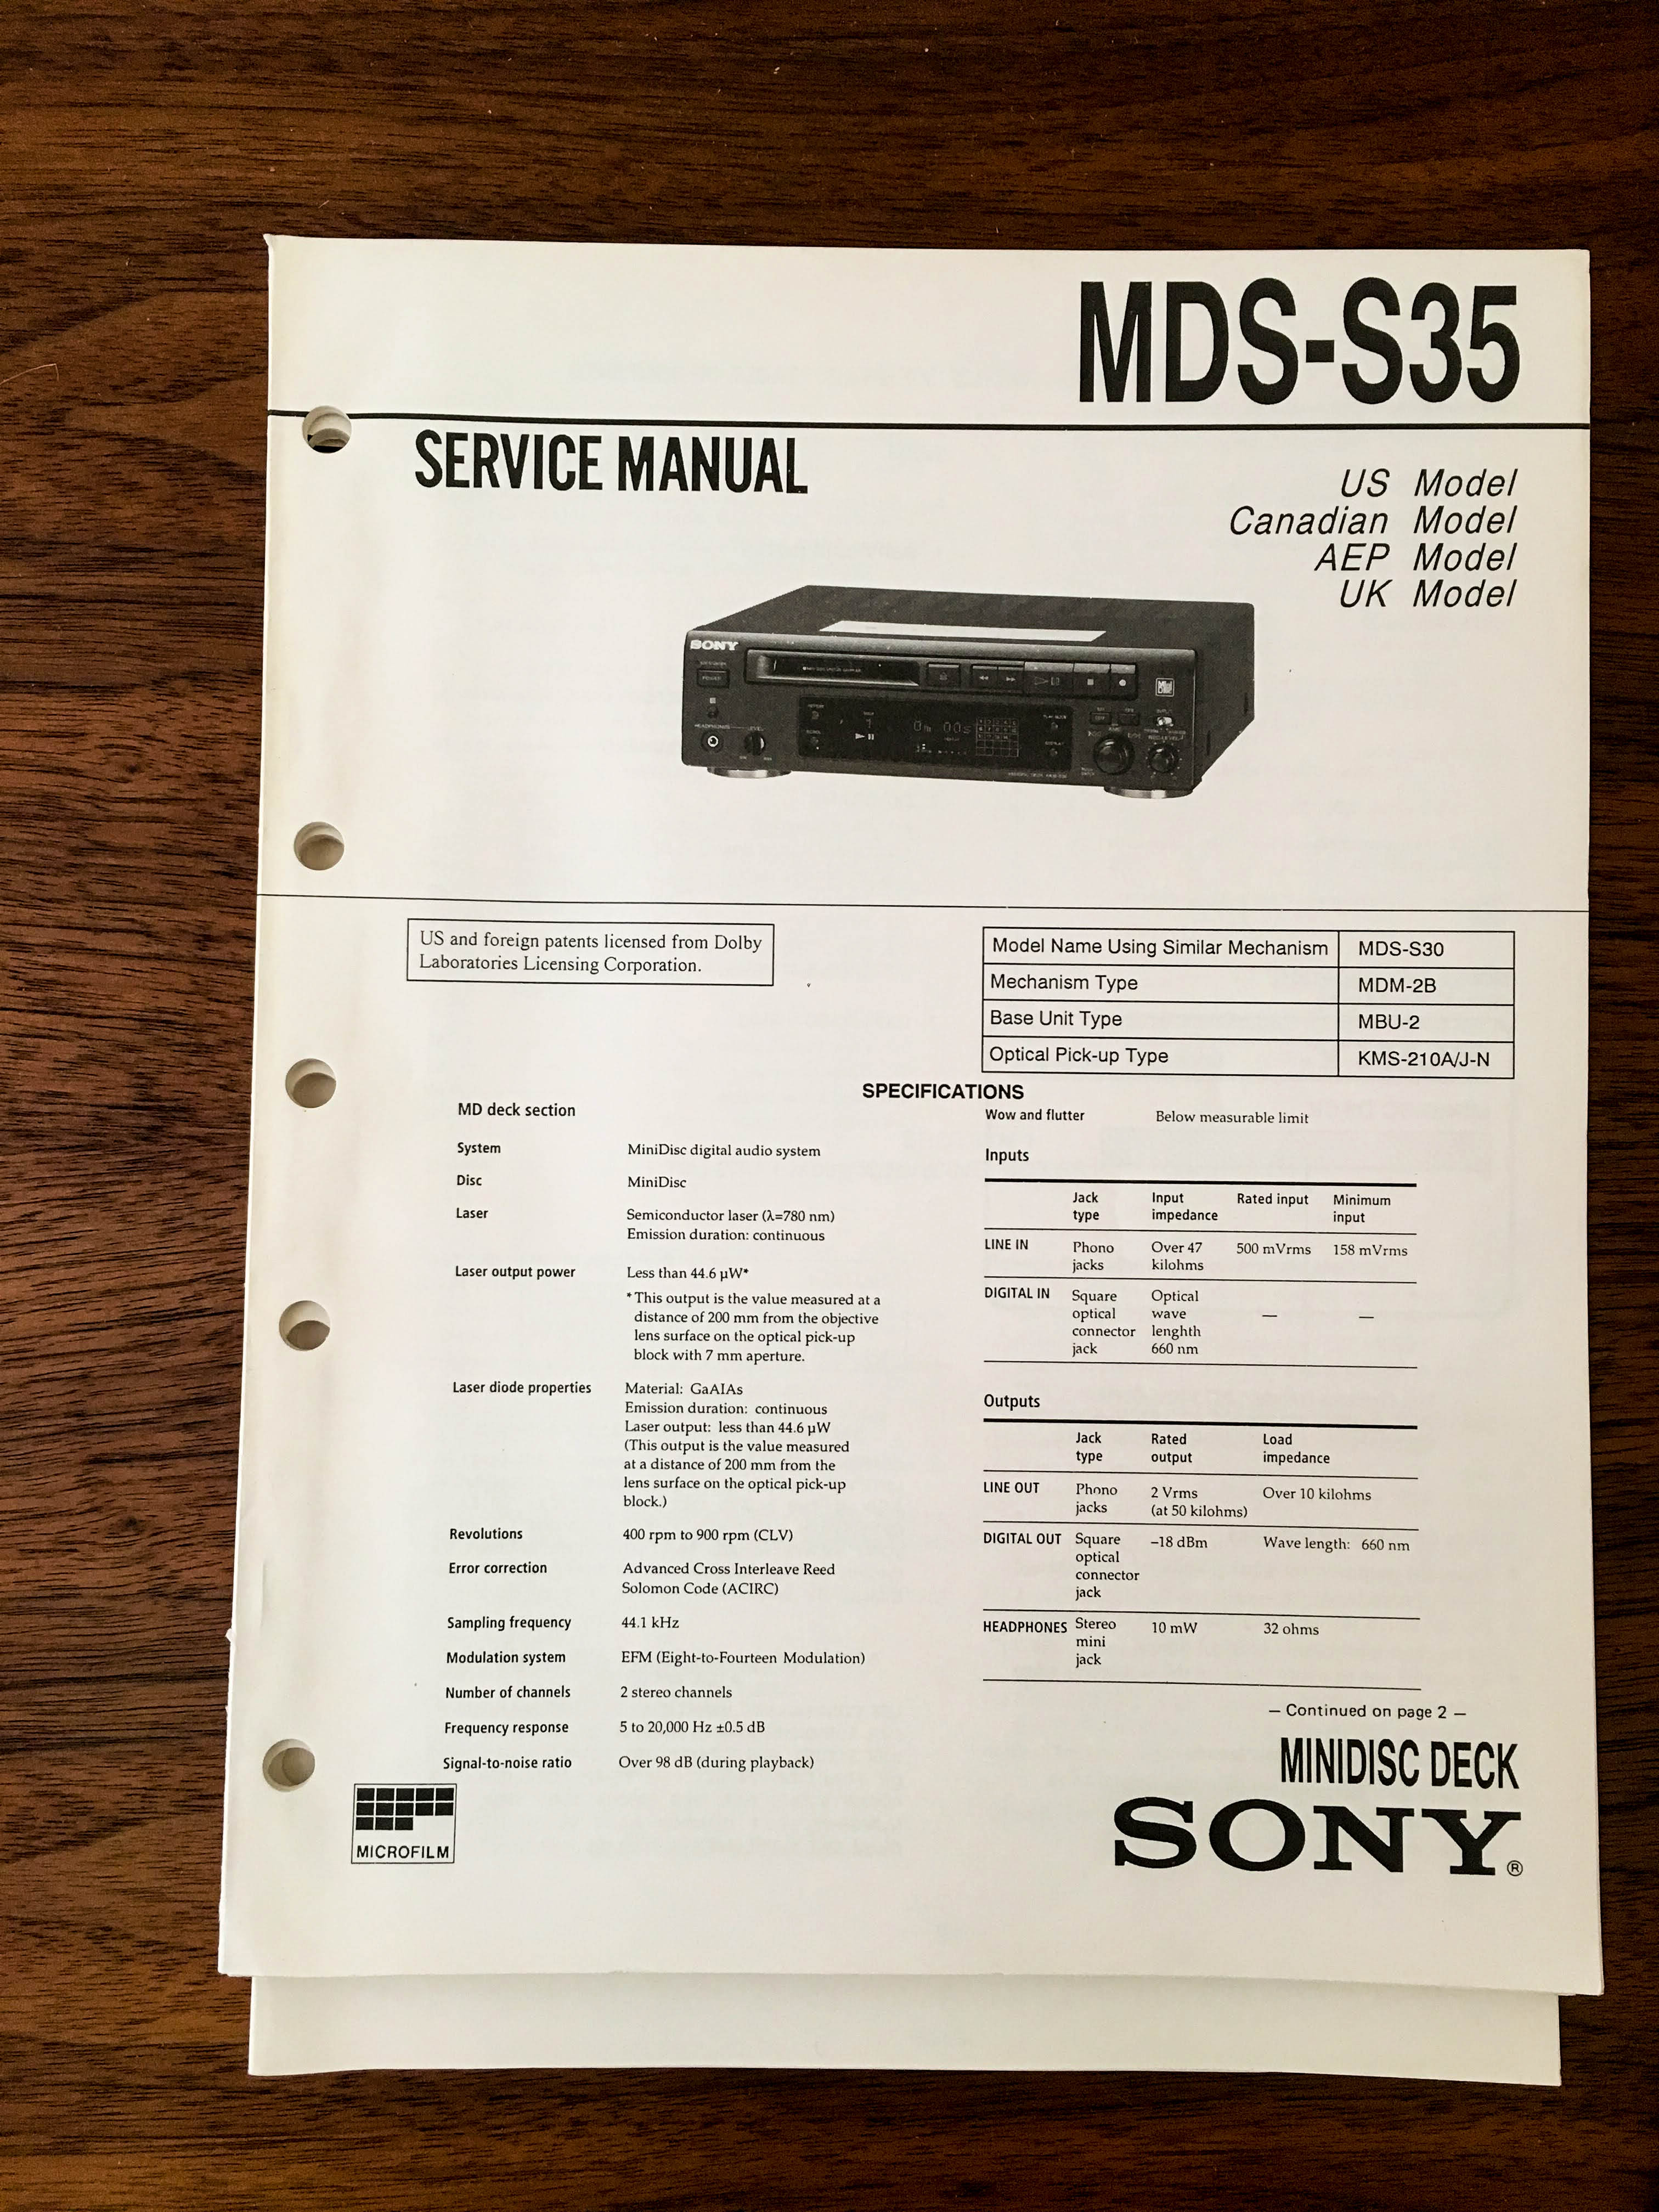 MDS-S35
SERVICE MANUAL
US Model
Canadian Model
AEP Model
UK Model
SONY
US and foreign patents licensed from Dolby
Laboratories Licensing Corporation.
Model Name Using Similar Mechanism MDS-S30
Mechanism Type MDM-2B
Base Unit Type MBU-2
Optical Pick-up Type KMS-210A/J-N
SPECIFICATIONS
MD deck section
System MiniDisc digital audio system
Disc MiniDisc
Laser Semiconductor laser (λ=780 nm)
Emission duration: continuous
Laser output power Less than 44.6 µW*
* This output is the value measured at a
distance of 200 mm from the objective
lens surface on the optical pick-up
block with 7 mm aperture.
Laser diode properties Material: GaAIAs
Emission duration: continuous
Laser output: less than 44.6 µW
(This output is the value measured
at a distance of 200 mm from the
lens surface on the optical pick-up
block.)
Revolutions 400 rpm to 900 rpm (CLV)
Error correction Advanced Cross Interleave Reed
Solomon Code (ACIRC)
Sampling frequency 44.1 kHz
Modulation system EFM (Eight-to-Fourteen Modulation)
Number of channels 2 stereo channels
Frequency response 5 to 20,000 Hz ±0.5 dB
Signal-to-noise ratio Over 98 dB (during playback)
Wow and flutter Below measurable limit
Inputs
Jack Input Rated input Minimum
type impedance input
LINE IN Phono Over 47 500 mVrms 158 mVrms
jacks kilohms
DIGITAL IN Square Optical
optical wave — —
connector lenghth
jack 660 nm
Outputs
Jack Rated Load
type output impedance
LINE OUT Phono 2 Vrms Over 10 kilohms
jacks (at 50 kilohms)
DIGITAL OUT Square –18 dBm Wave length: 660 nm
optical
connector
jack
HEADPHONES Stereo 10 mW 32 ohms
mini
jack
— Continued on page 2 —
MINIDISC DECK
SONY®
MICROFILM